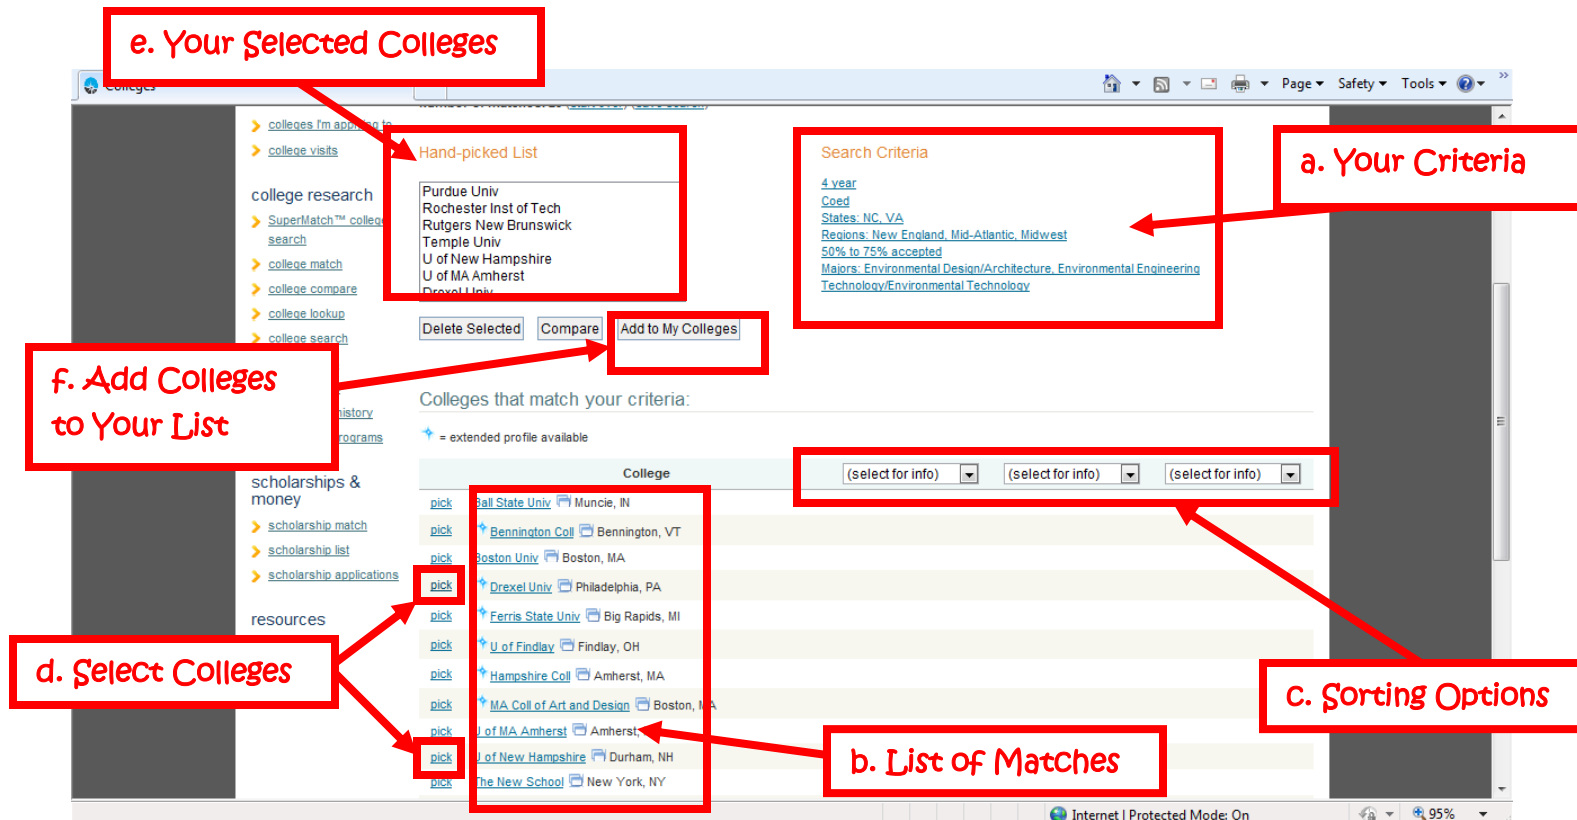 e. Your Selected Colleges
Colleges
Page
Safety
Tools
colleges I'm applying to
college visits
college research
SuperMatch™ college
search
college match
college compare
college lookup
college search
history
programs
scholarships &
money
scholarship match
scholarship list
scholarship applications
resources
Hand-picked List
Purdue Univ
Rochester Inst of Tech
Rutgers New Brunswick
Temple Univ
U of New Hampshire
U of MA Amherst
Drexel Univ
Delete Selected Compare Add to My Colleges
Search Criteria
4 year
Coed
States: NC, VA
Regions: New England, Mid-Atlantic, Midwest
50% to 75% accepted
Majors: Environmental Design/Architecture, Environmental Engineering
Technology/Environmental Technology
a. Your Criteria
f. Add Colleges
to Your List
Colleges that match your criteria:
= extended profile available
College (select for info) (select for info) (select for info)
pick Ball State Univ Muncie, IN
pick Bennington Coll Bennington, VT
pick Boston Univ Boston, MA
pick Drexel Univ Philadelphia, PA
pick Ferris State Univ Big Rapids, MI
pick U of Findlay Findlay, OH
pick Hampshire Coll Amherst, MA
pick MA Coll of Art and Design Boston, MA
pick U of MA Amherst Amherst,
pick U of New Hampshire Durham, NH
pick The New School New York, NY
d. Select Colleges
c. Sorting Options
b. List of Matches
Internet | Protected Mode: On
95%